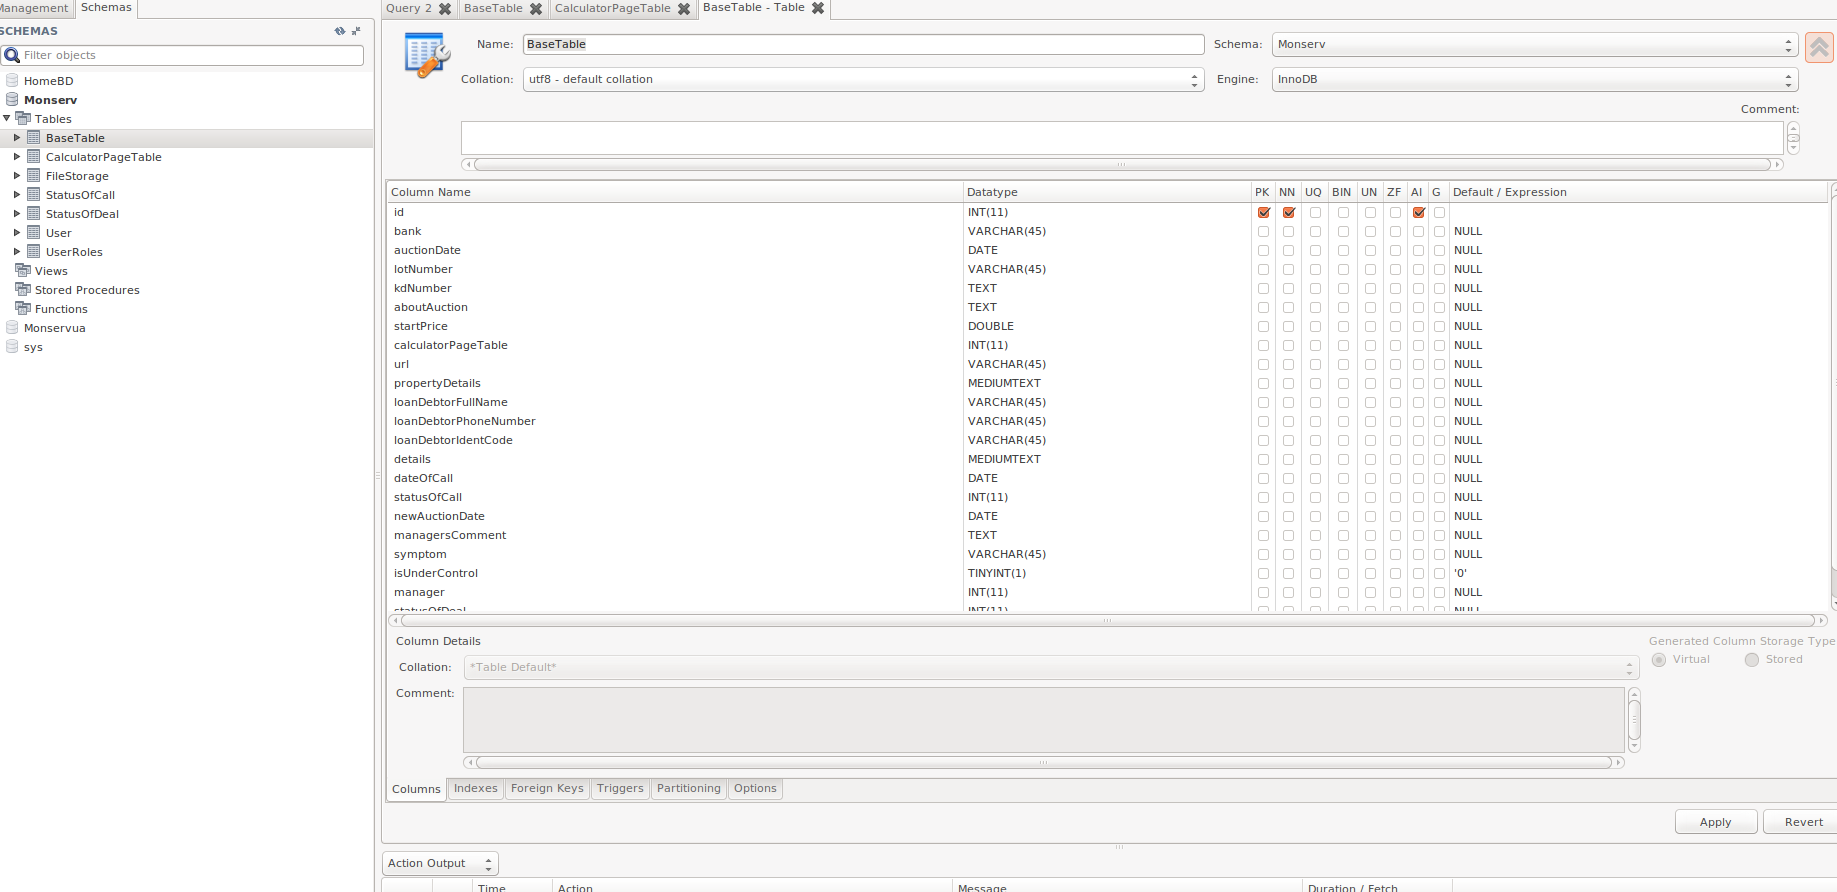 Management Schemas Query 2 BaseTable CalculatorPageTable BaseTable - Table
SCHEMAS
Filter objects
HomeBD
Monserv
Tables
BaseTable
CalculatorPageTable
FileStorage
StatusOfCall
StatusOfDeal
User
UserRoles
Views
Stored Procedures
Functions
Monservua
sys
Name: BaseTable Schema: Monserv
Collation: utf8 - default collation Engine: InnoDB
Comment:
Column Name Datatype PK NN UQ BIN UN ZF AI G Default / Expression
id INT(11)
bank VARCHAR(45) NULL
auctionDate DATE NULL
lotNumber VARCHAR(45) NULL
kdNumber TEXT NULL
aboutAuction TEXT NULL
startPrice DOUBLE NULL
calculatorPageTable INT(11) NULL
url VARCHAR(45) NULL
propertyDetails MEDIUMTEXT NULL
loanDebtorFullName VARCHAR(45) NULL
loanDebtorPhoneNumber VARCHAR(45) NULL
loanDebtorIdentCode VARCHAR(45) NULL
details MEDIUMTEXT NULL
dateOfCall DATE NULL
statusOfCall INT(11) NULL
newAuctionDate DATE NULL
managersComment TEXT NULL
symptom VARCHAR(45) NULL
isUnderControl TINYINT(1) '0'
manager INT(11) NULL
statusOfDeal INT(11) NULL
Column Details Generated Column Storage Type
Collation: *Table Default* Virtual Stored
Comment:
Columns Indexes Foreign Keys Triggers Partitioning Options
Apply Revert
Action Output
Time Action Message Duration / Fetch